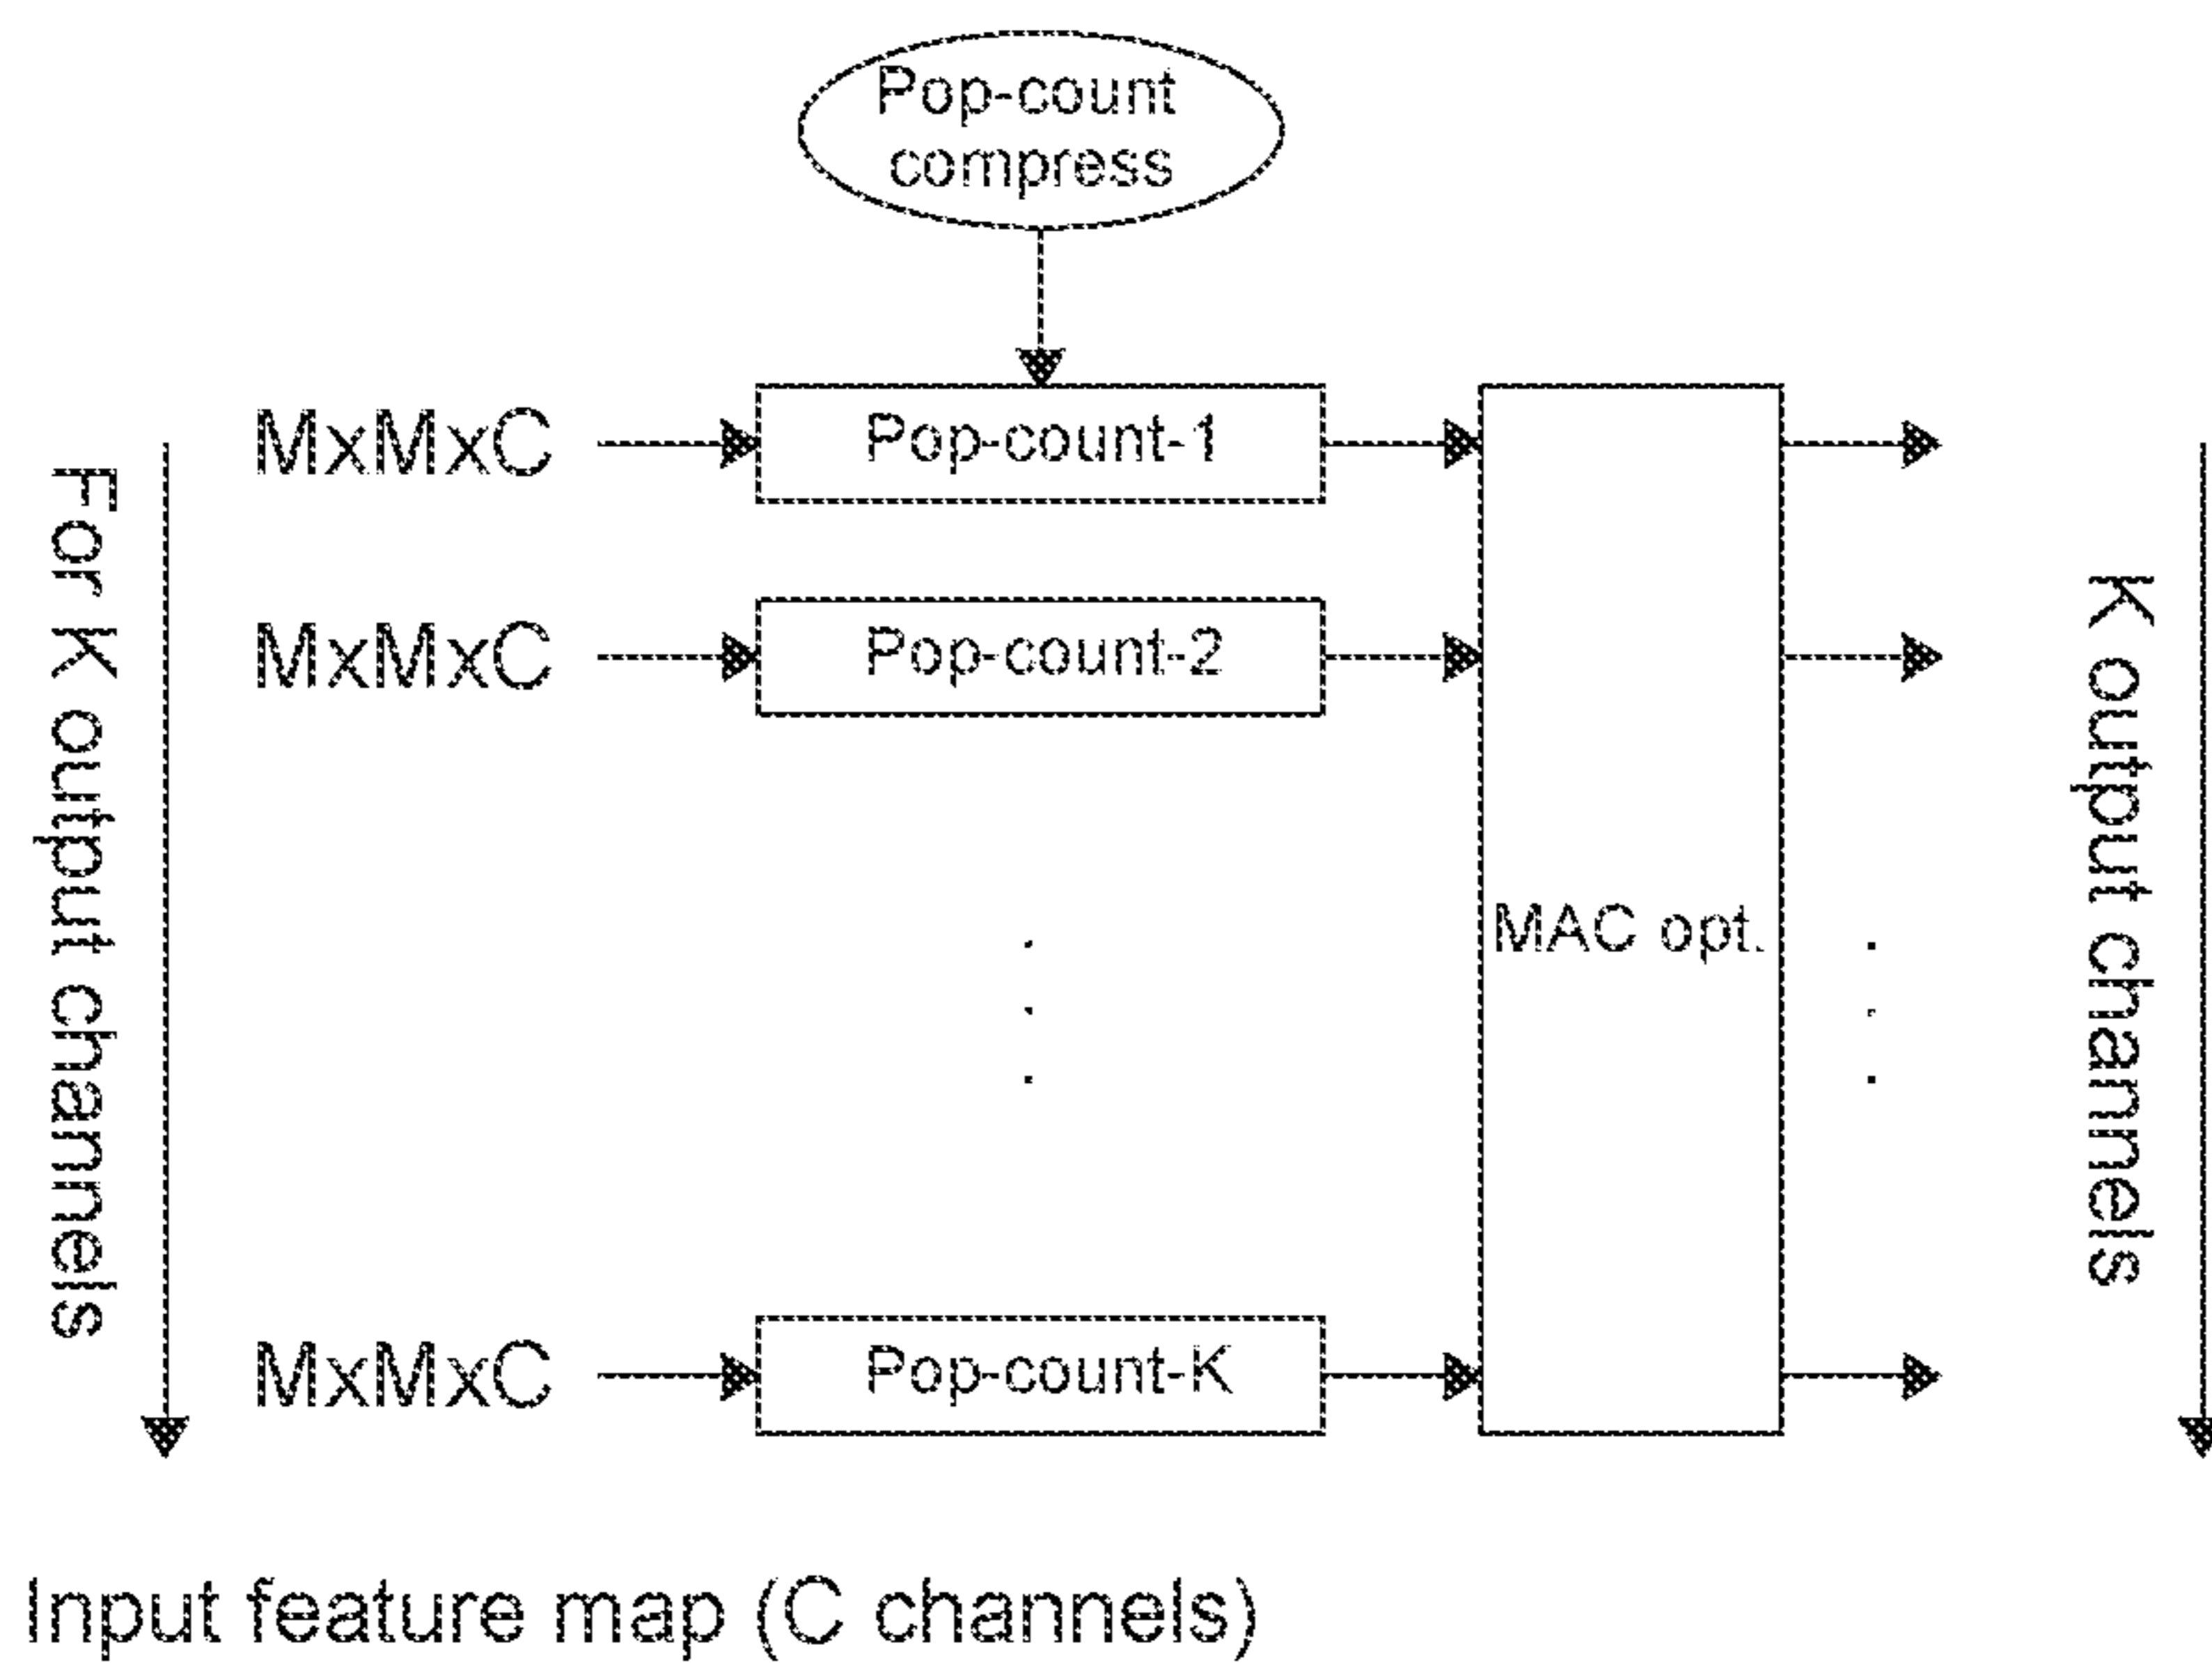 Pop-count
compress
For K output channels
MxMxC
Pop-count-1
MxMxC
Pop-count-2
MAC opt.
MxMxC
Pop-count-K
K output channels
Input feature map (C channels)